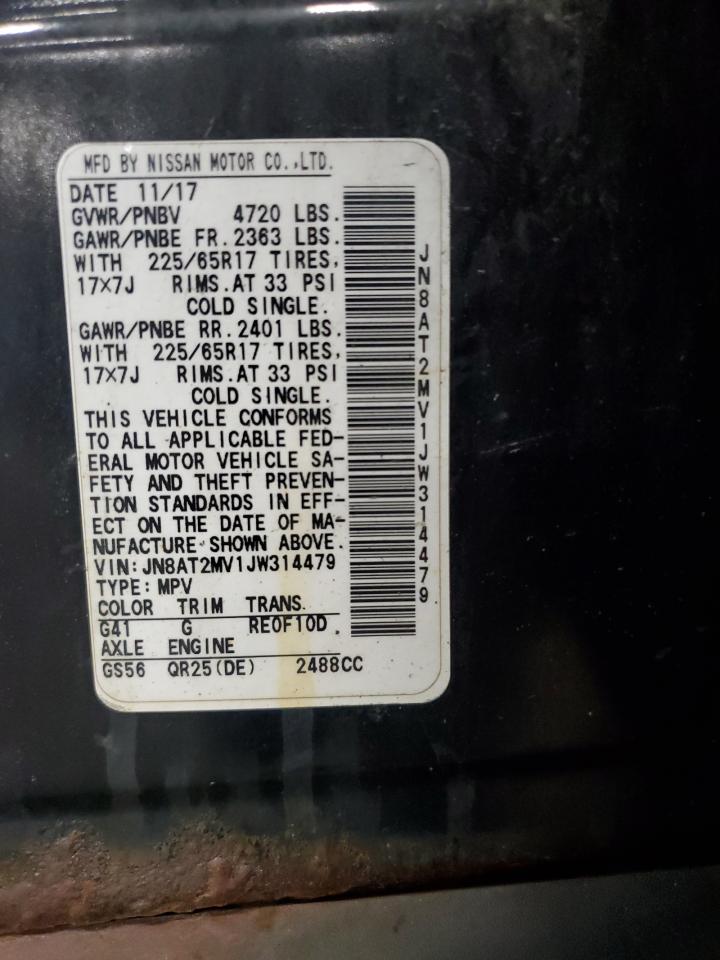 MFD BY NISSAN MOTOR CO.,LTD.
DATE 11/17
GVWR/PNBV 4720 LBS.
GAWR/PNBE FR.2363 LBS.
WITH 225/65R17 TIRES,
17×7J RIMS.AT 33 PSI
COLD SINGLE.
GAWR/PNBE RR.2401 LBS.
WITH 225/65R17 TIRES,
17×7J RIMS.AT 33 PSI
COLD SINGLE.
THIS VEHICLE CONFORMS
TO ALL APPLICABLE FED-
ERAL MOTOR VEHICLE SA-
FETY AND THEFT PREVEN-
TION STANDARDS IN EFF-
ECT ON THE DATE OF MA-
NUFACTURE SHOWN ABOVE.
VIN:JN8AT2MV1JW314479
TYPE:MPV
COLOR TRIM TRANS.
G41 G RE0F10D
AXLE ENGINE
GS56 QR25(DE) 2488CC
JN8AT2MV1JW314479